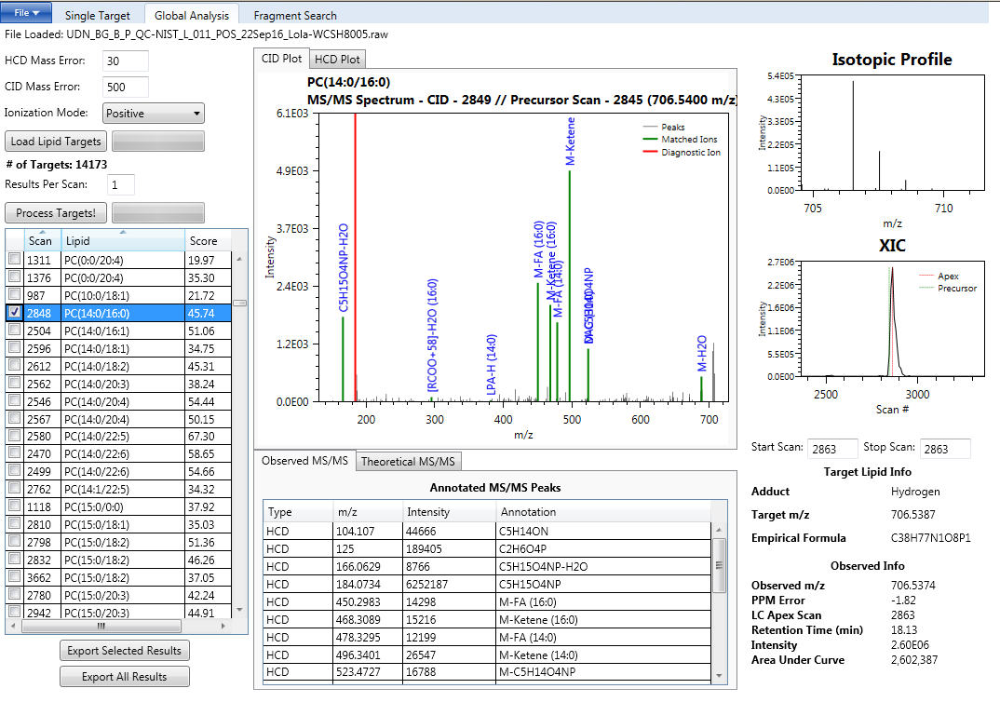 File
Single Target
Global Analysis
Fragment Search
File Loaded: UDN_BG_B_P_QC-NIST_L_011_POS_22Sep16_Lola-WCSH8005.raw
HCD Mass Error: 30
CID Mass Error: 500
Ionization Mode: Positive
Load Lipid Targets
# of Targets: 14173
Results Per Scan: 1
Process Targets!
Scan Lipid Score
1311 PC(0:0/20:4) 19.97
1376 PC(0:0/20:4) 35.30
987 PC(10:0/18:1) 21.72
2848 PC(14:0/16:0) 45.74
2504 PC(14:0/16:1) 51.06
2596 PC(14:0/18:1) 34.75
2612 PC(14:0/18:2) 45.31
2562 PC(14:0/20:3) 38.24
2546 PC(14:0/20:4) 54.44
2567 PC(14:0/20:4) 50.15
2580 PC(14:0/22:5) 67.30
2470 PC(14:0/22:6) 58.65
2499 PC(14:0/22:6) 54.66
2762 PC(14:1/22:5) 34.32
1118 PC(15:0/0:0) 37.92
2810 PC(15:0/18:1) 35.03
2798 PC(15:0/18:2) 51.36
2832 PC(15:0/18:2) 46.26
3662 PC(15:0/18:2) 37.05
2780 PC(15:0/20:3) 42.24
2942 PC(15:0/20:3) 44.91
Export Selected Results
Export All Results
CID Plot
HCD Plot
PC(14:0/16:0)
MS/MS Spectrum - CID - 2849 // Precursor Scan - 2845 (706.5400 m/z)
6.1E03
4.9E03
3.7E03
2.4E03
1.2E03
0.0E00
Intensity
Peaks
Matched Ions
Diagnostic Ion
C5H15O4NP-H2O
[RCOO+58]-H2O (16:0)
LPA-H (14:0)
M-FA (16:0)
M-Ketene (16:0)
M-FA (14:0)
M-Ketene
M-H2O
200 300 400 500 600 700
m/z
Observed MS/MS
Theoretical MS/MS
Annotated MS/MS Peaks
Type m/z Intensity Annotation
HCD 104.107 44666 C5H14ON
HCD 125 189405 C2H6O4P
HCD 166.0629 8766 C5H15O4NP-H2O
HCD 184.0734 6252187 C5H15O4NP
HCD 450.2983 14298 M-FA (16:0)
HCD 468.3089 15216 M-Ketene (16:0)
HCD 478.3295 12199 M-FA (14:0)
HCD 496.3401 26547 M-Ketene (14:0)
HCD 523.4727 16788 M-C5H14O4NP
Isotopic Profile
5.4E05
4.3E05
3.2E05
2.2E05
1.1E05
0.0E00
Intensity
705 710
m/z
XIC
2.7E06
2.2E06
1.6E06
1.1E06
5.5E05
0.0E00
Intensity
Apex
Precursor
2500 3000
Scan #
Start Scan: 2863 Stop Scan: 2863
Target Lipid Info
Adduct Hydrogen
Target m/z 706.5387
Empirical Formula C38H77N1O8P1
Observed Info
Observed m/z 706.5374
PPM Error -1.82
LC Apex Scan 2863
Retention Time (min) 18.13
Intensity 2.60E06
Area Under Curve 2,602,387